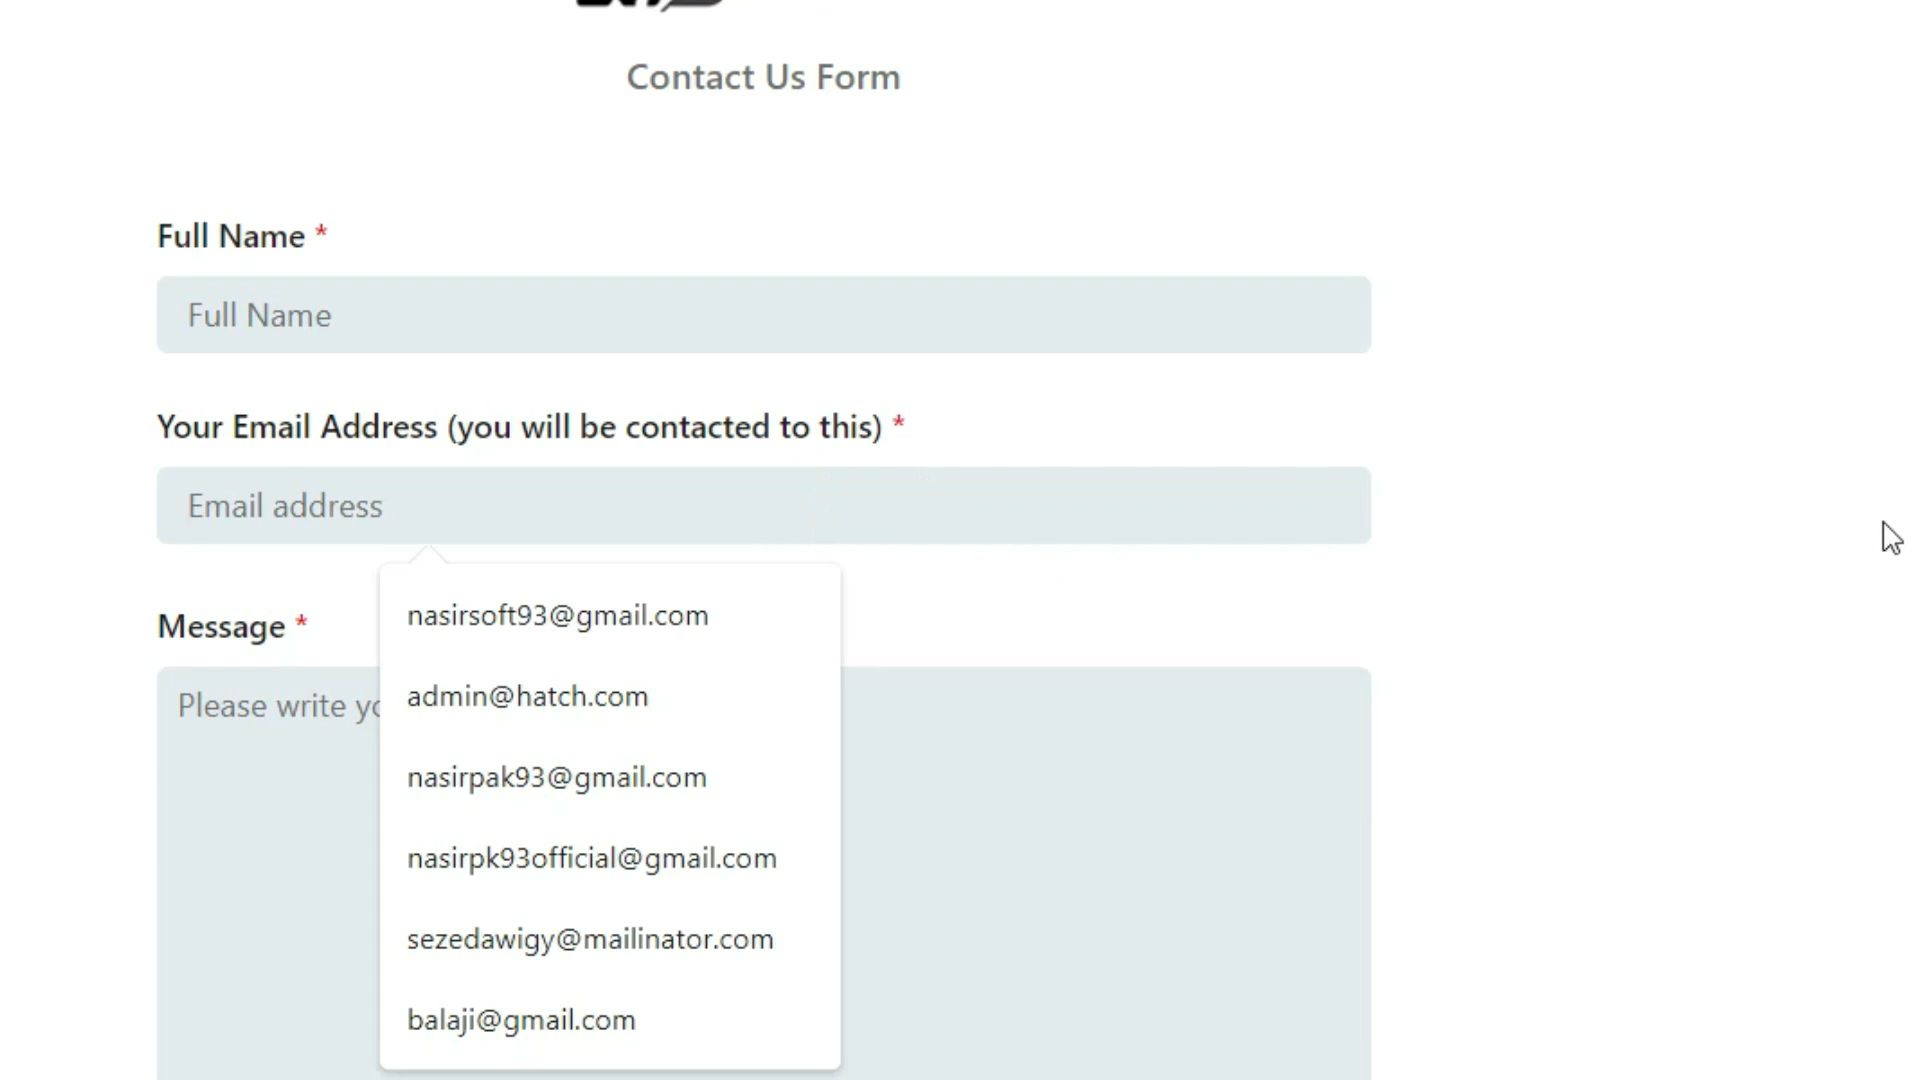 Contact Us Form
Full Name *
Full Name
Your Email Address (you will be contacted to this) *
Email address
nasirsoft93@gmail.com
Message *
admin@hatch.com
Please write
nasirpak93@gmail.com
nasirpk93official@gmail.com
sezedawigy@mailinator.com
balaji@gmail.com